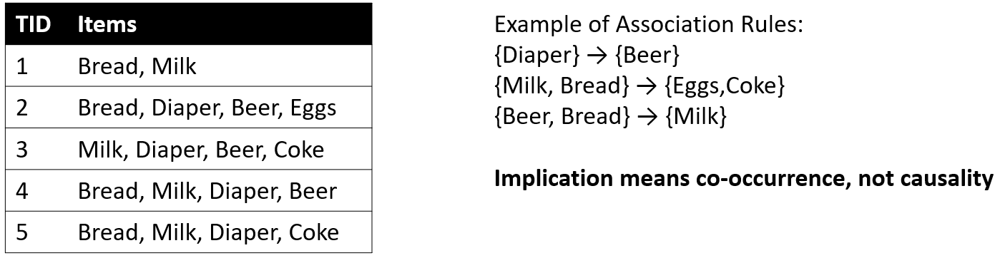 TID Items
1 Bread, Milk
2 Bread, Diaper, Beer, Eggs
3 Milk, Diaper, Beer, Coke
4 Bread, Milk, Diaper, Beer
5 Bread, Milk, Diaper, Coke
Example of Association Rules:
{Diaper} → {Beer}
{Milk, Bread} → {Eggs,Coke}
{Beer, Bread} → {Milk}
Implication means co-occurrence, not causality